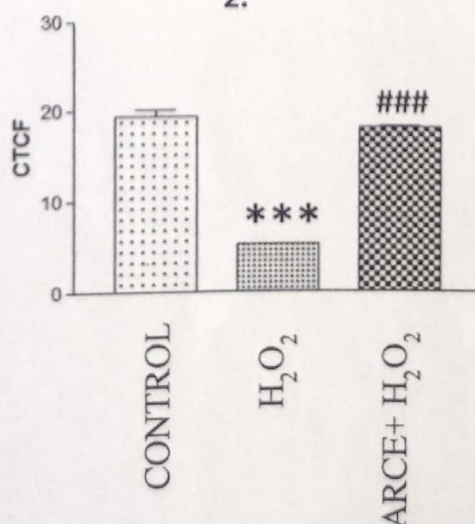 2.
30
20
10
0
CTCF
***
###
CONTROL
H₂O₂
ARCE+ H₂O₂